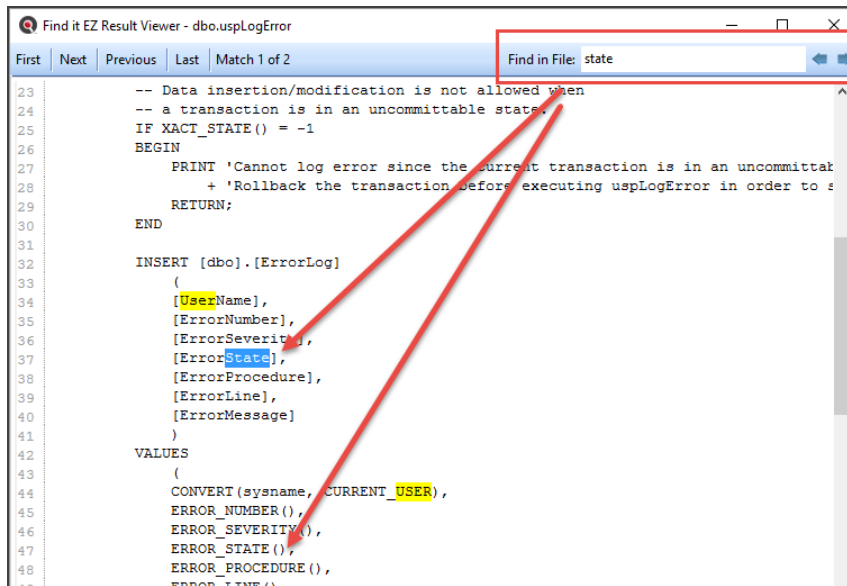 Find it EZ Result Viewer - dbo.uspLogError
First Next Previous Last Match 1 of 2 Find in File: state
23 -- Data insertion/modification is not allowed when
24 -- a transaction is in an uncommittable state.
25 IF XACT_STATE() = -1
26 BEGIN
27 PRINT 'Cannot log error since the current transaction is in an uncommittab
28 + 'Rollback the transaction before executing uspLogError in order to s
29 RETURN;
30 END
31
32 INSERT [dbo].[ErrorLog]
33 (
34 [UserName],
35 [ErrorNumber],
36 [ErrorSeverity],
37 [ErrorState],
38 [ErrorProcedure],
39 [ErrorLine],
40 [ErrorMessage]
41 )
42 VALUES
43 (
44 CONVERT(sysname, CURRENT_USER),
45 ERROR_NUMBER(),
46 ERROR_SEVERITY(),
47 ERROR_STATE(),
48 ERROR_PROCEDURE(),
ERROR_LINE()